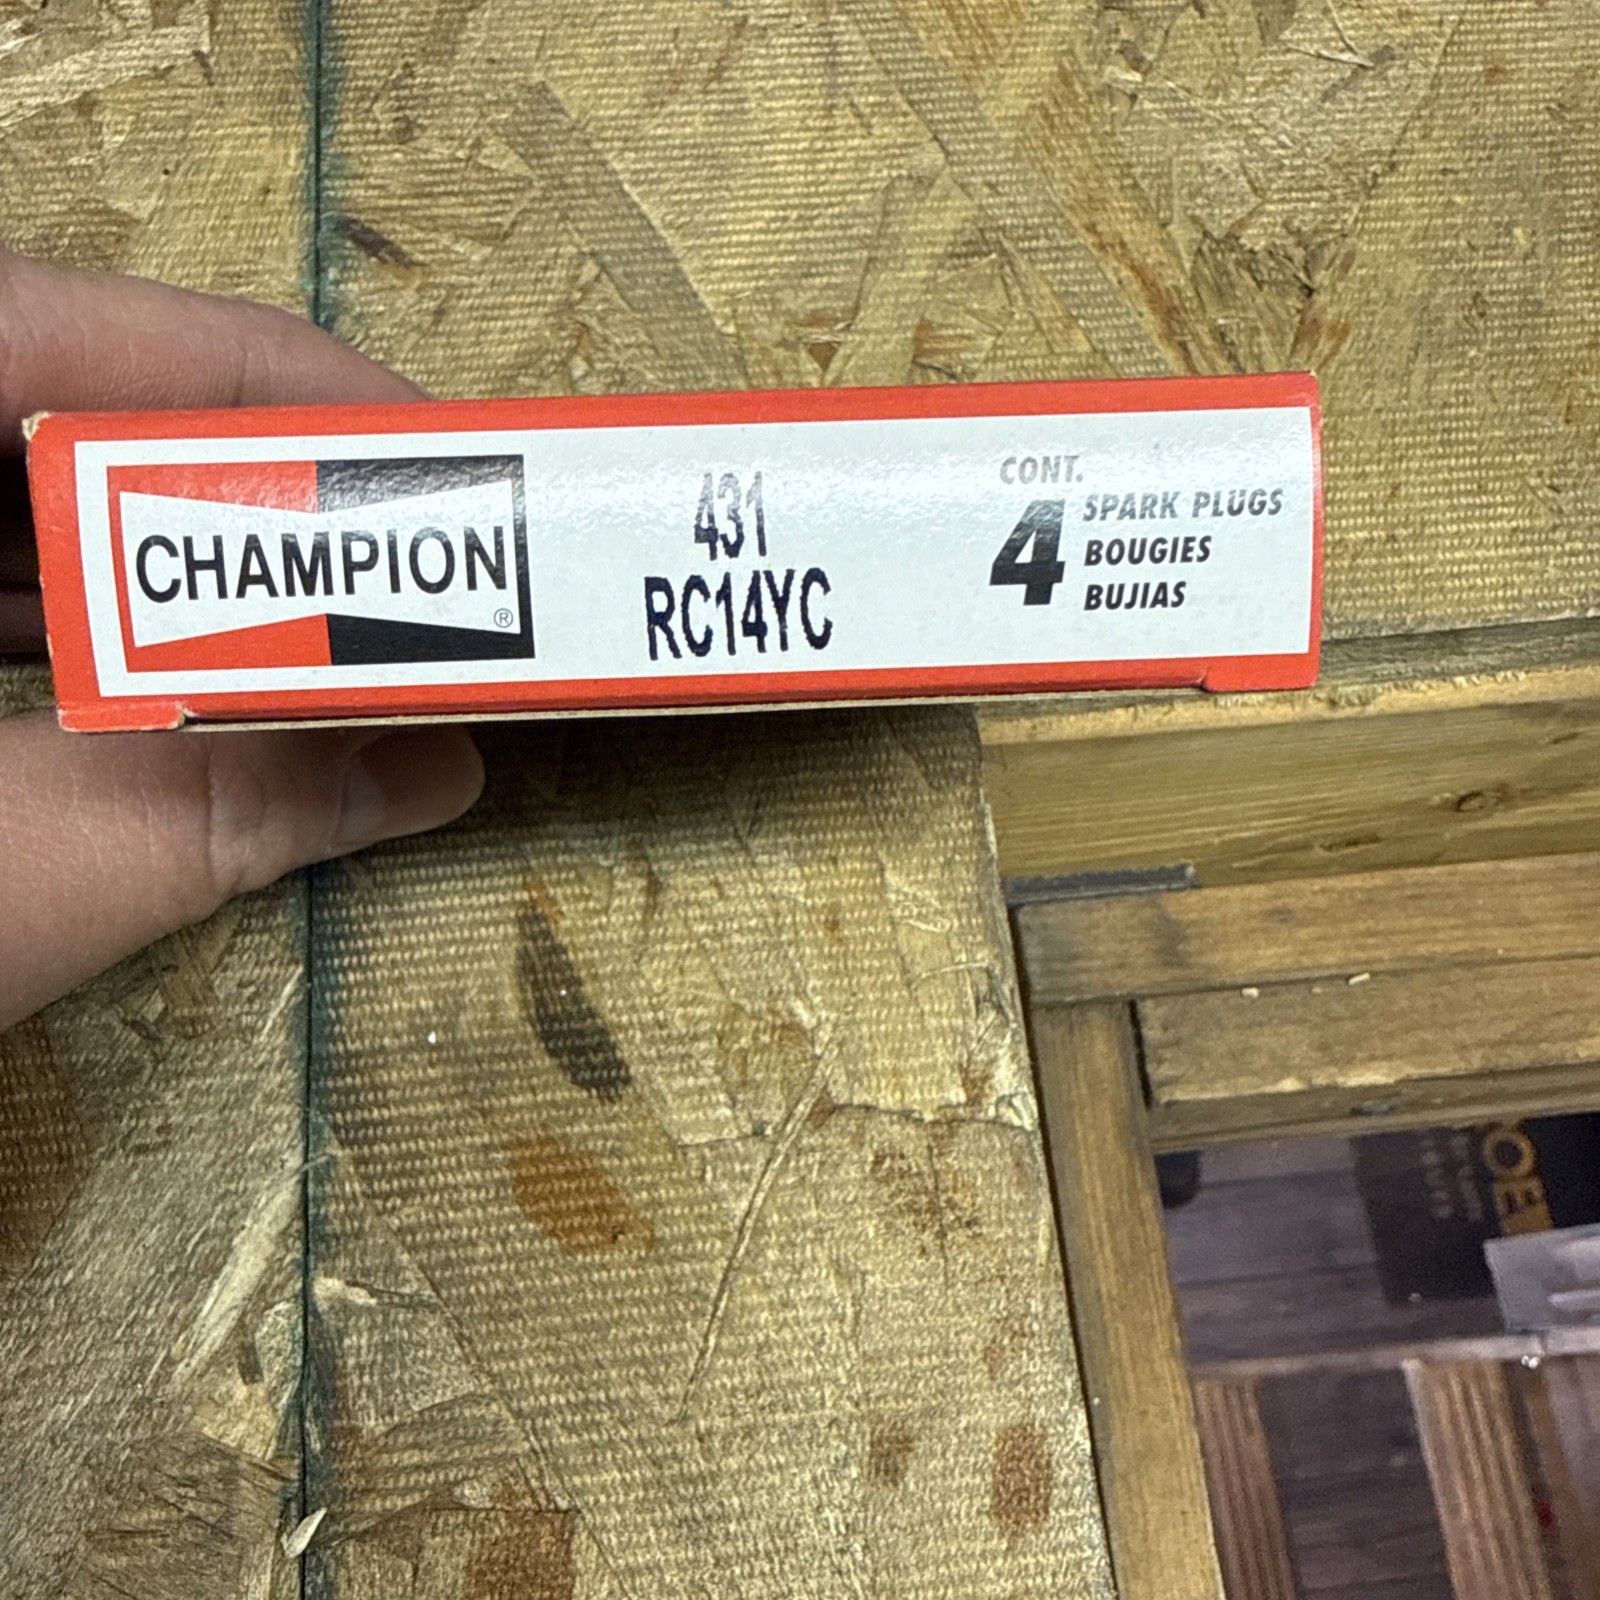 CHAMPION
®
431
RC14YC
CONT.
4 SPARK PLUGS
BOUGIES
BUJIAS